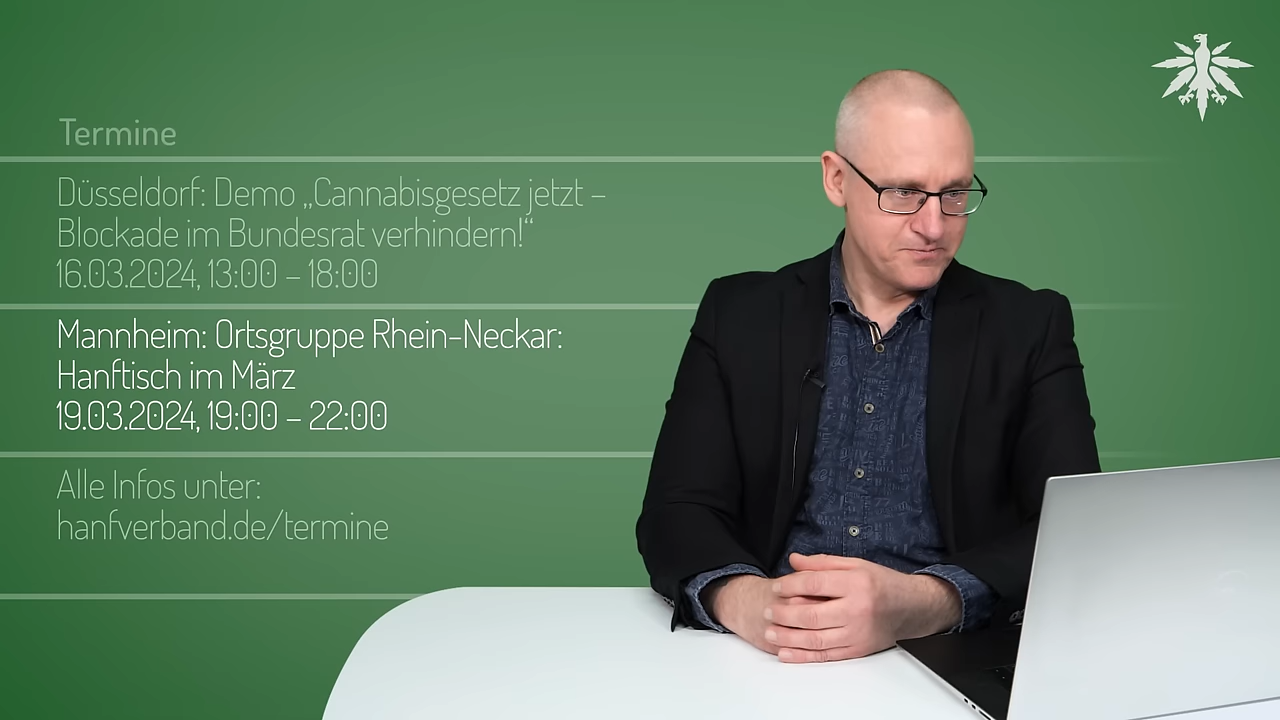 Termine
Düsseldorf: Demo „Cannabisgesetz jetzt –
Blockade im Bundesrat verhindern!“
16.03.2024, 13:00 – 18:00
Mannheim: Ortsgruppe Rhein-Neckar:
Hanftisch im März
19.03.2024, 19:00 – 22:00
Alle Infos unter:
hanfverband.de/termine